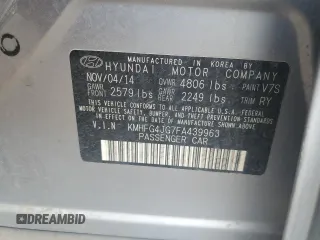 MANUFACTURED IN KOREA BY
HYUNDAI MOTOR COMPANY
NOV/04/14 GVWR 4806 lbs PAINT V7S
GAWR FRONT 2579 lbs GAWR REAR 2249 lbs TRIM RY
THIS VEHICLE CONFORMS TO ALL APPLICABLE
FEDERAL MOTOR VEHICLE SAFETY, BUMPER, AND
THEFT PREVENTION STANDARDS IN EFFECT ON
THE DATE OF MANUFACTURE SHOWN ABOVE.
V.I.N KMHFG4JG7FA439963
PASSENGER CAR